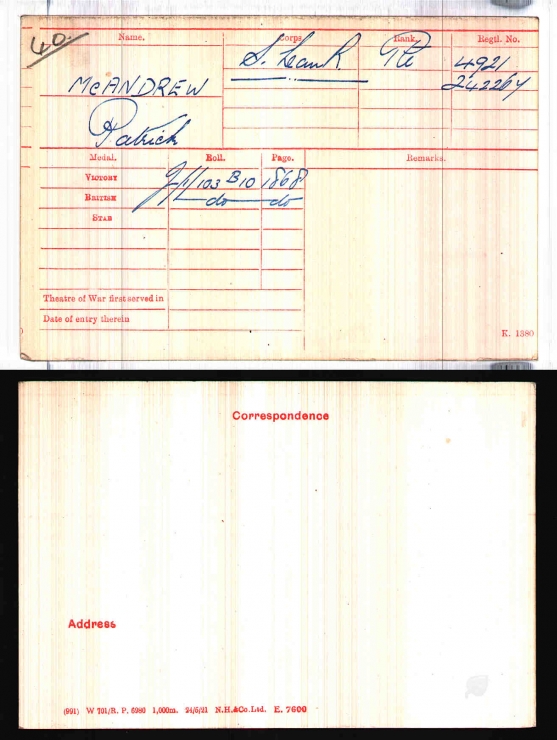 40.
Name. Corps. Rank. Regtl. No.
McANDREW S. Lan R. Pte 4921
242264
Patrick
Medal. Roll. Page. Remarks.
VICTORY J/1/103 B10 1868
BRITISH do do
STAR
Theatre of War first served in
Date of entry therein
K. 1380
Correspondence
Address
(991) W 701/R. P. 6980 1,000m. 24/6/21 N.H.&Co.Ltd. E. 7600